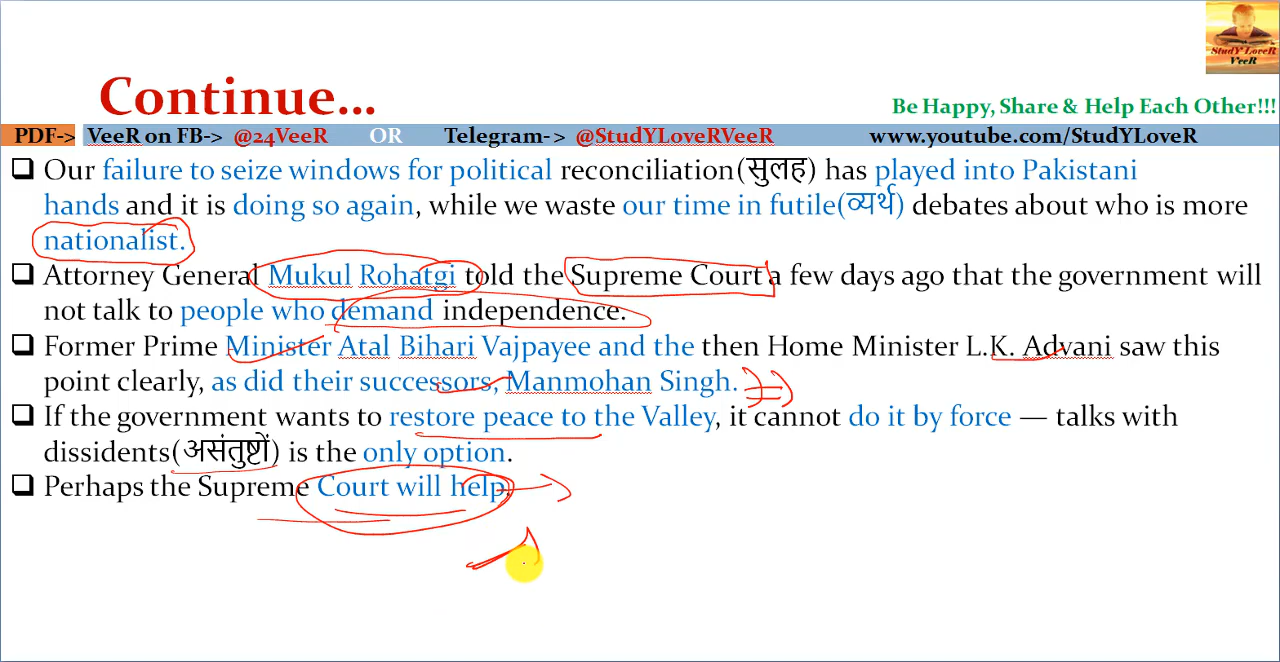 StudY LoveR
VeeR
Continue...
Be Happy, Share & Help Each Other!!!
PDF-> VeeR on FB-> @24VeeR OR Telegram-> @StudYLoveRVeeR www.youtube.com/StudYLoveR
❑ Our failure to seize windows for political reconciliation(सुलह) has played into Pakistani
hands and it is doing so again, while we waste our time in futile(व्यर्थ) debates about who is more
nationalist.
❑ Attorney General Mukul Rohatgi told the Supreme Court a few days ago that the government will
not talk to people who demand independence.
❑ Former Prime Minister Atal Bihari Vajpayee and the then Home Minister L.K. Advani saw this
point clearly, as did their successors, Manmohan Singh.
❑ If the government wants to restore peace to the Valley, it cannot do it by force — talks with
dissidents(असंतुष्टों) is the only option.
❑ Perhaps the Supreme Court will help.